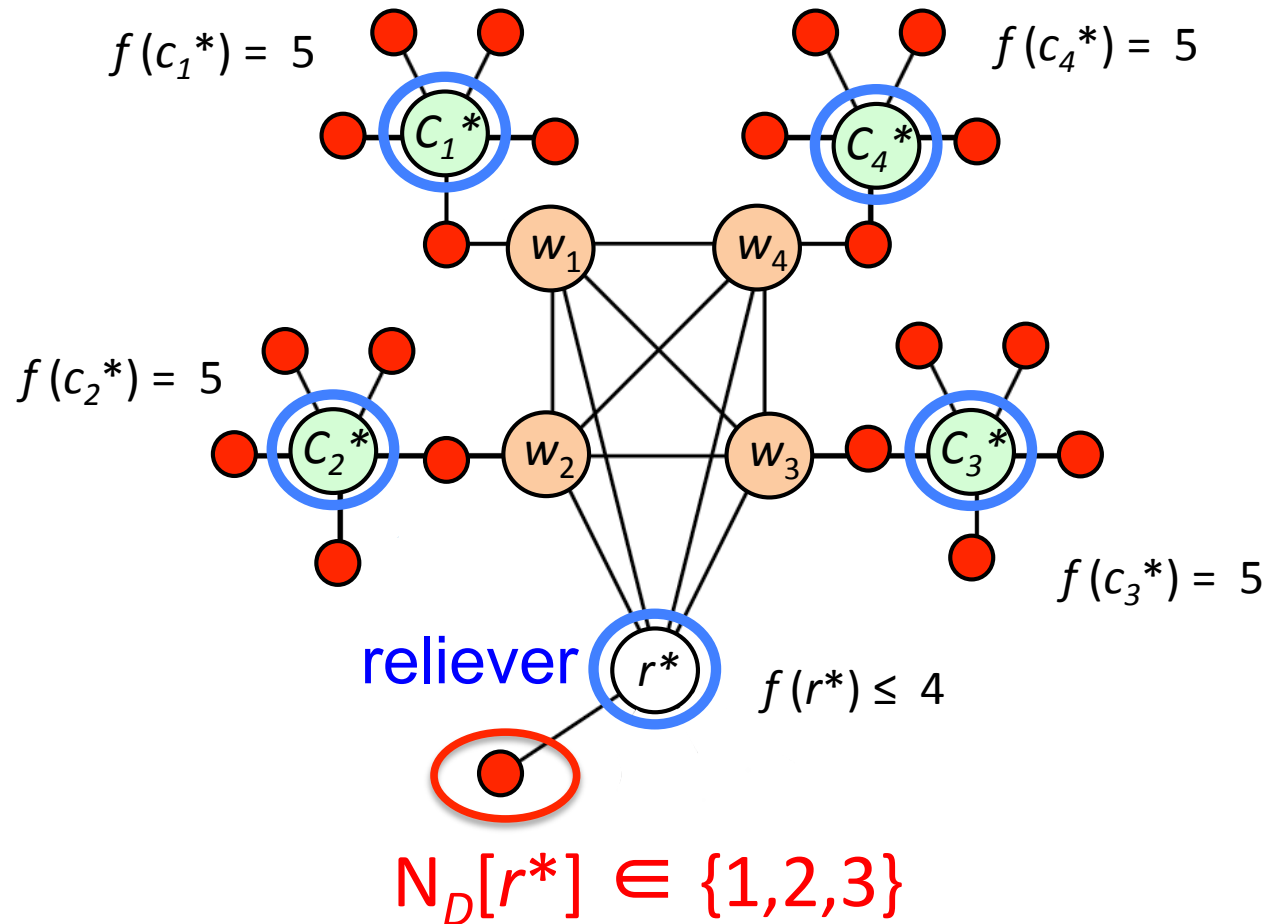 f (c₁*) = 5
f (c₄*) = 5
C₁*
C₄*
w₁
w₄
f (c₂*) = 5
C₂*
w₂
w₃
C₃*
f (c₃*) = 5
reliever
r*
f (r*) ≤ 4
N_D[r*] ∈ {1,2,3}